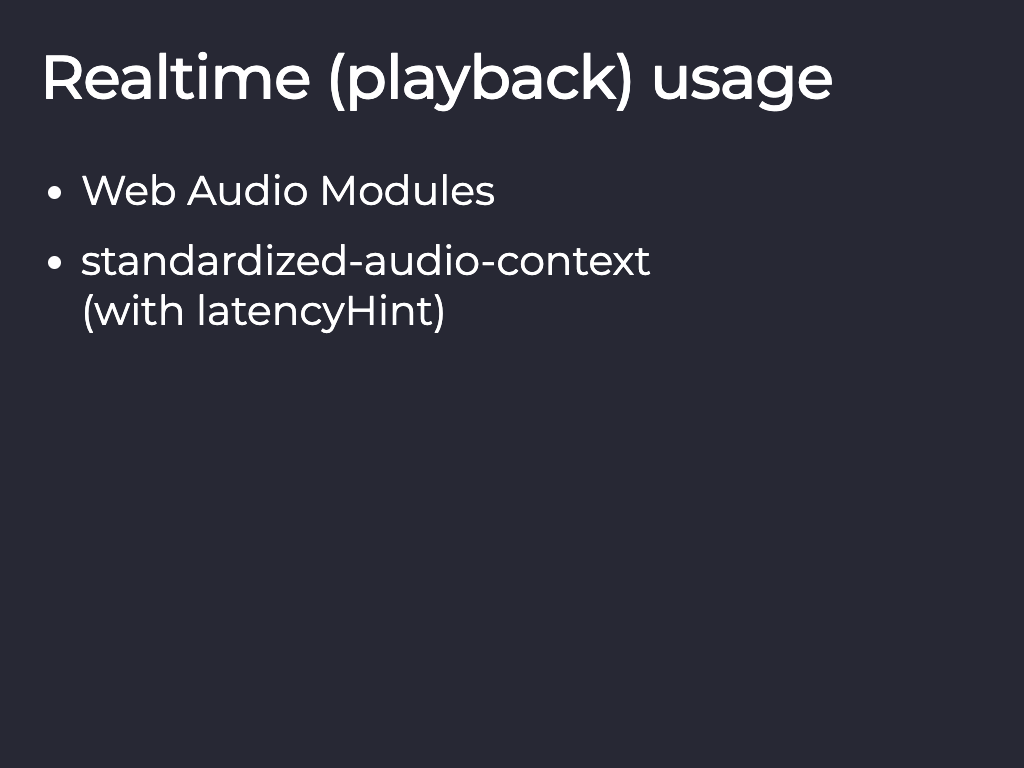 Realtime (playback) usage
• Web Audio Modules
• standardized-audio-context
(with latencyHint)